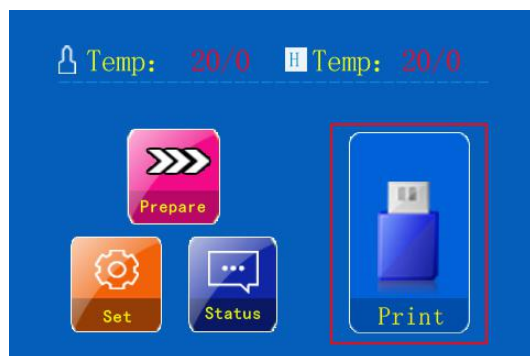 Temp： 20/0 H Temp： 20/0
Prepare
Set
Status
Print